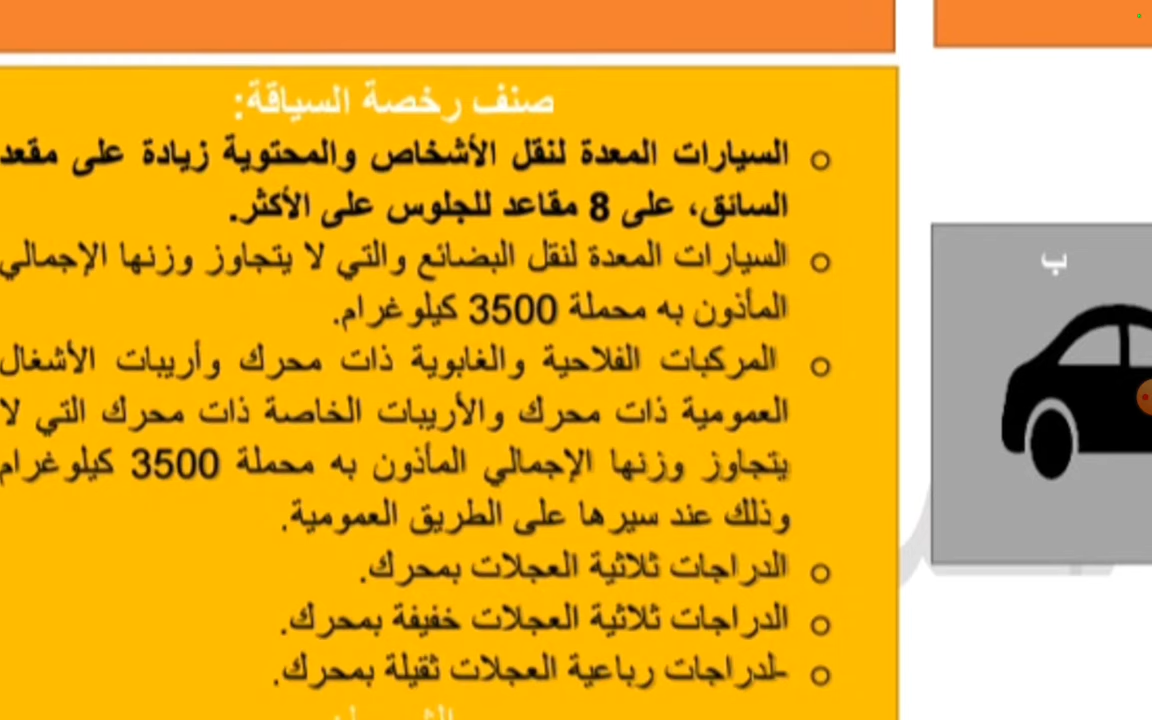 صنف رخصة السياقة:
السيارات المعدة لنقل الأشخاص والمحتوية زيادة على مقعد
السائق، على 8 مقاعد للجلوس على الأكثر.
السيارات المعدة لنقل البضائع والتي لا يتجاوز وزنها الإجمالي
المأذون به محملة 3500 كيلوغرام.
المركبات الفلاحية والغابوية ذات محرك وأريبات الأشغال
العمومية ذات محرك والأريبات الخاصة ذات محرك التي لا
يتجاوز وزنها الإجمالي المأذون به محملة 3500 كيلوغرام
وذلك عند سيرها على الطريق العمومية.
الدراجات ثلاثية العجلات بمحرك.
الدراجات ثلاثية العجلات خفيفة بمحرك.
لدراجات رباعية العجلات ثقيلة بمحرك.
ب